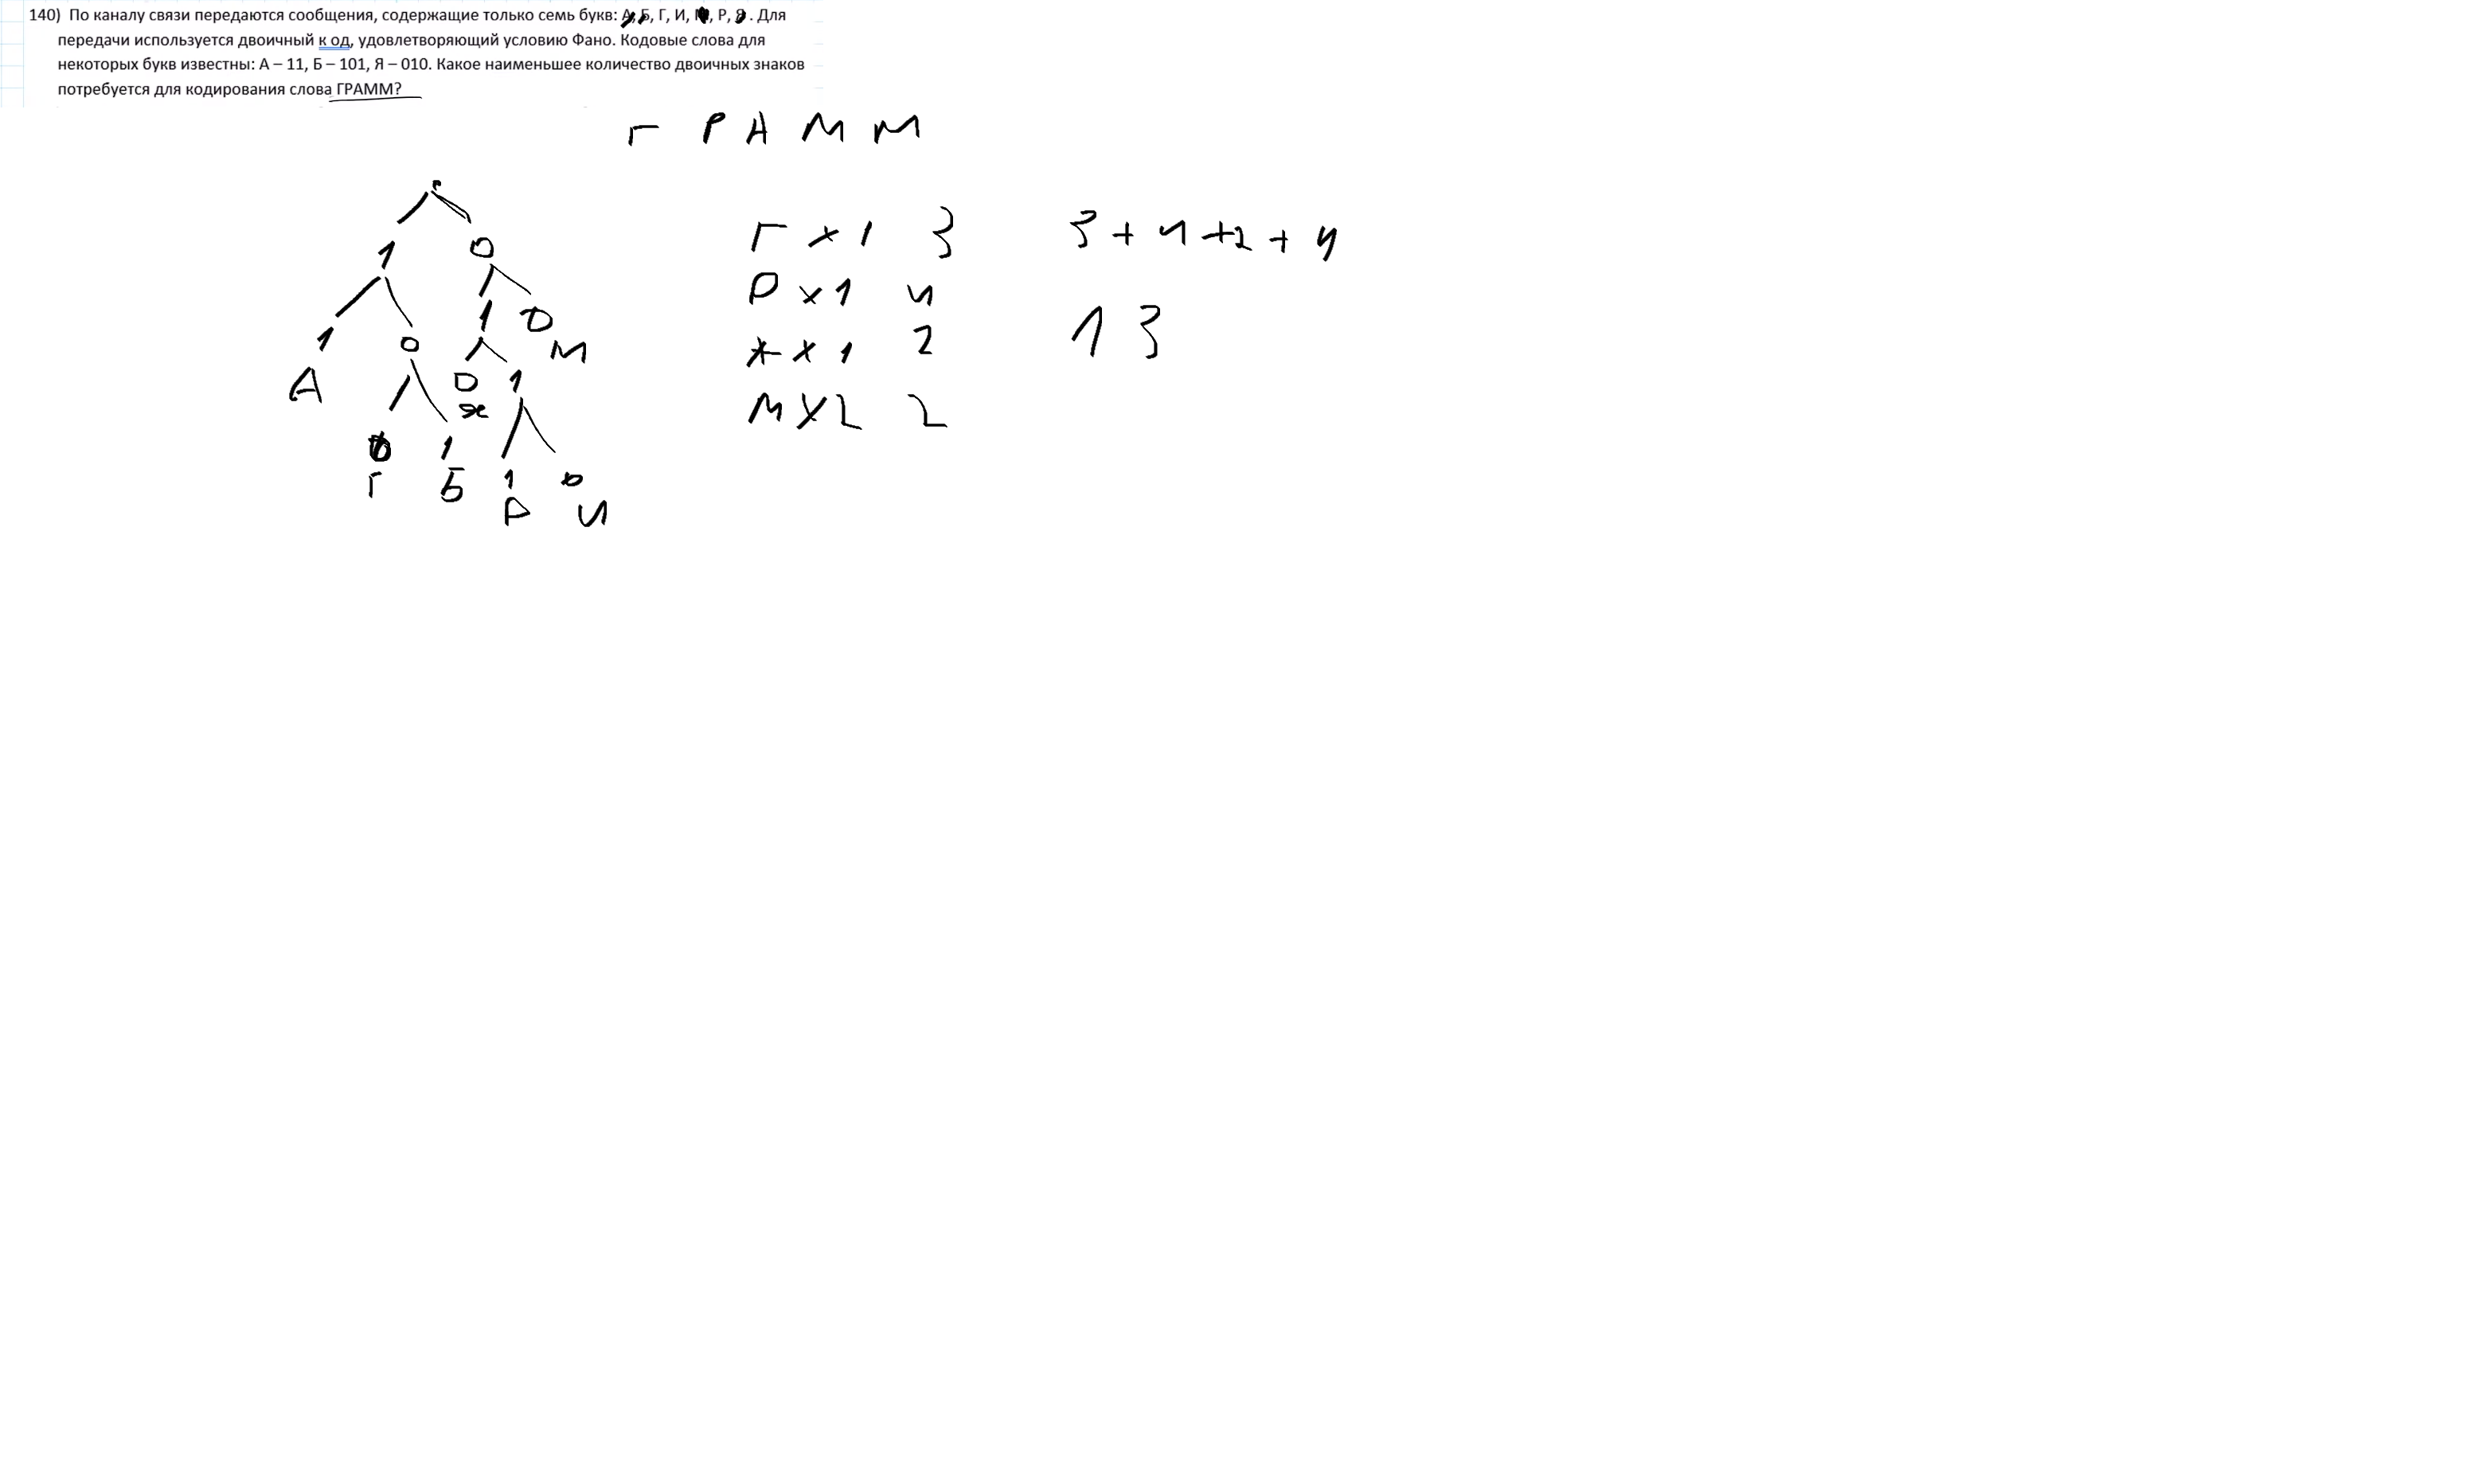 140) По каналу связи передаются сообщения, содержащие только семь букв: А, Б, Г, И, М, Р, Я . Для
передачи используется двоичный к од, удовлетворяющий условию Фано. Кодовые слова для
некоторых букв известны: А – 11, Б – 101, Я – 010. Какое наименьшее количество двоичных знаков
потребуется для кодирования слова ГРАММ?
Г Р А М М
1 0
1 0 1 0
А М
0 1 0 1
Г Б Я
1 0
Р И
Г х 1 3
Р х 1 4
А х 1 2
М х 2 2
3 + 4 + 2 + 4
13